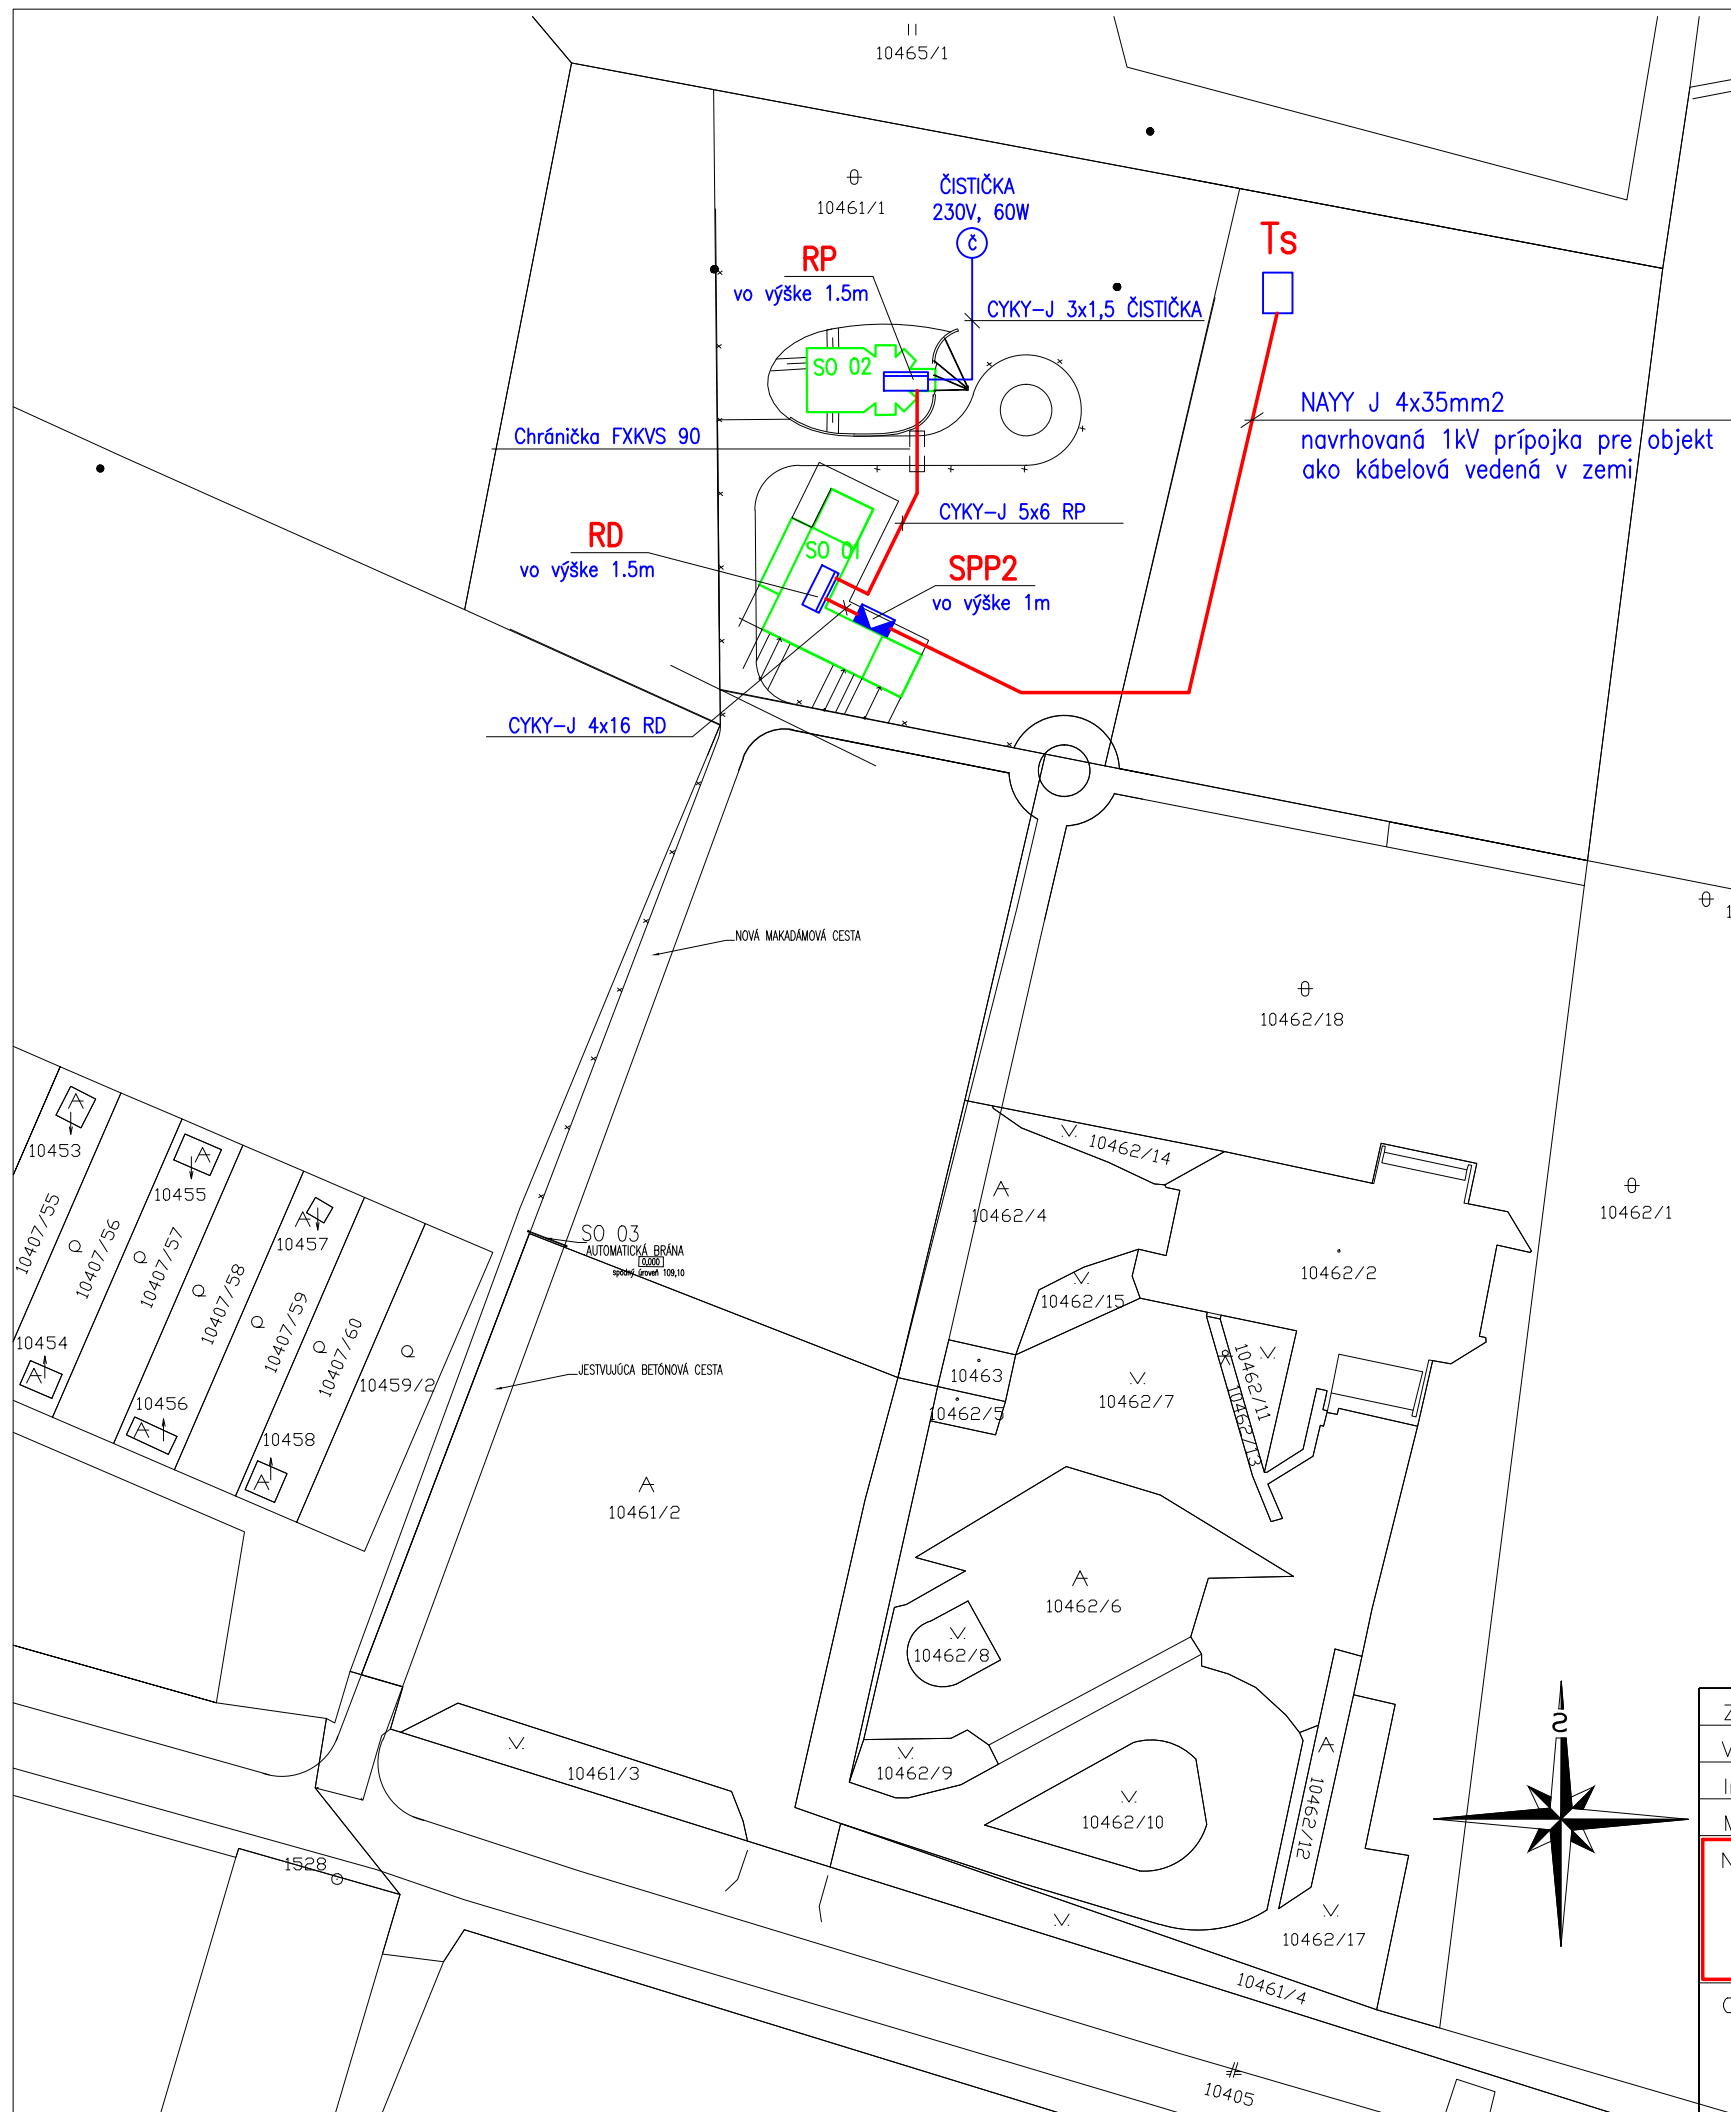 10465/1
10461/1
ČISTIČKA
230V, 60W
Č
RP
vo výške 1.5m
Ts
CYKY-J 3x1,5 ČISTIČKA
SO 02
NAYY J 4x35mm2
navrhovaná 1kV prípojka pre objekt
ako kábelová vedená v zemi
Chránička FXKVS 90
CYKY-J 5x6 RP
RD
vo výške 1.5m
SO 01
SPP2
vo výške 1m
CYKY-J 4x16 RD
NOVÁ MAKADÁMOVÁ CESTA
10462/18
10453
10407/55
10407/56
10455
10407/57
10407/58
10457
10407/59
10407/60
10459/2
10454
10456
10458
SO 03
AUTOMATICKÁ BRÁNA
0,000
spodný úroveň 109,10
JESTVUJÚCA BETÓNOVÁ CESTA
10462/14
10462/4
10462/1
10462/2
10462/15
10463
10462/5
10462/7
10462/11
10462/13
10461/2
10462/6
10462/8
10461/3
10462/9
10462/10
10462/12
S
1528
10462/17
10461/4
10405